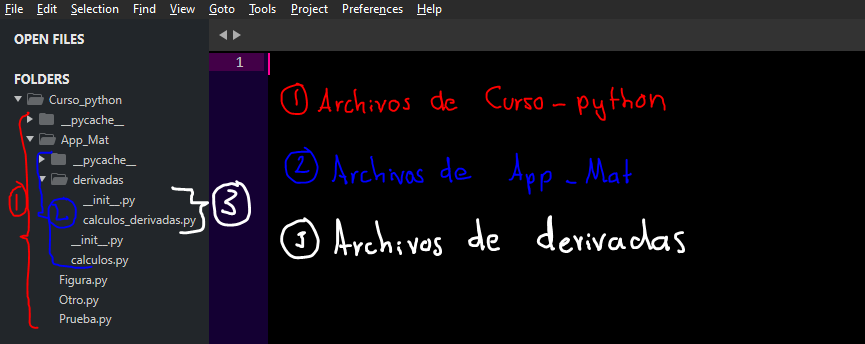 File Edit Selection Find View Goto Tools Project Preferences Help
OPEN FILES
FOLDERS
Curso_python
__pycache__
App_Mat
__pycache__
derivadas
__init__.py
calculos_derivadas.py
__init__.py
calculos.py
Figura.py
Otro.py
Prueba.py
1
2
3
1
1 Archivos de Curso_python
2 Archivos de App_Mat
3 Archivos de derivadas